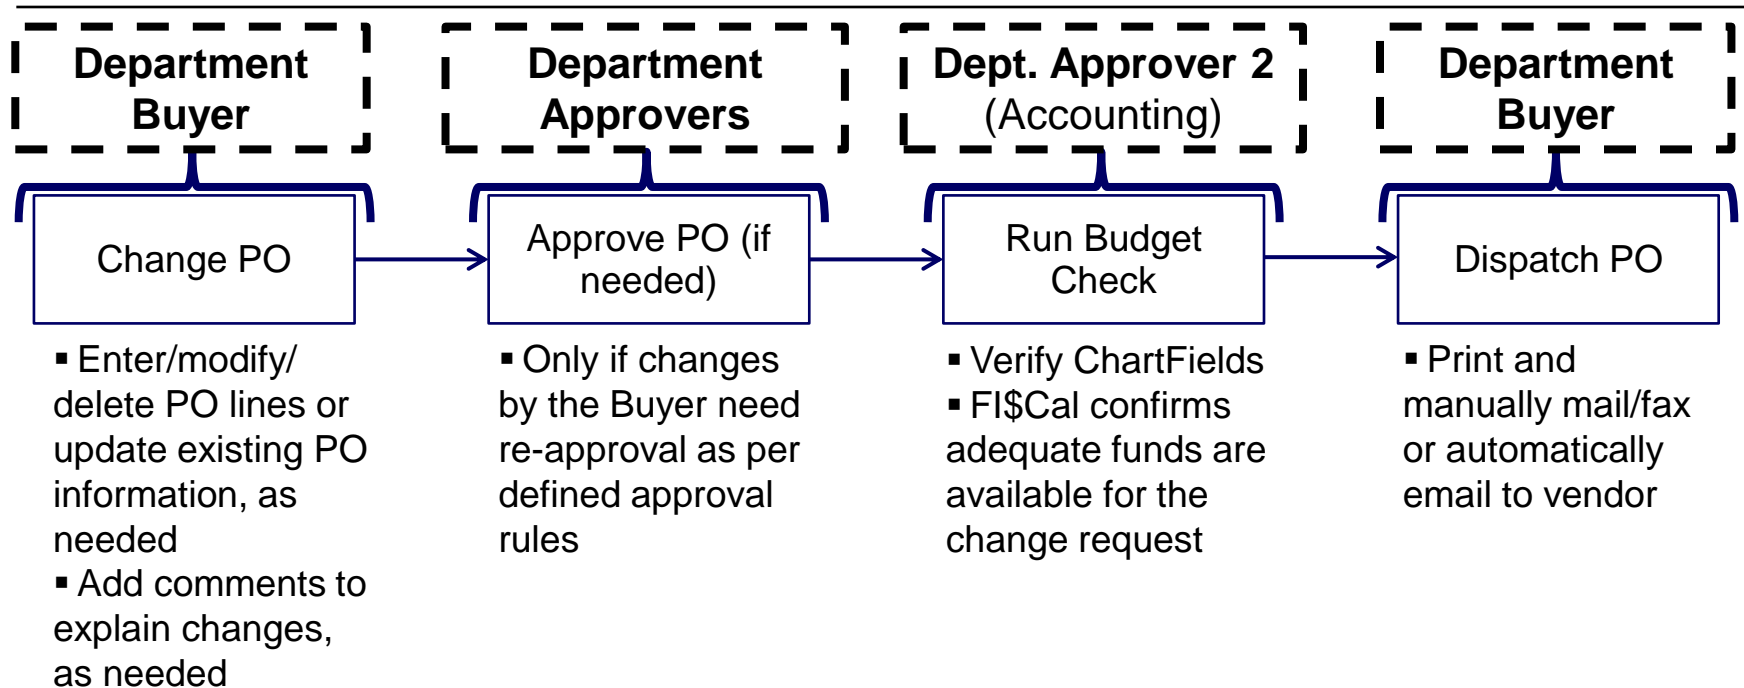 Department
Buyer
Department
Approvers
Dept. Approver 2
(Accounting)
Department
Buyer
Change PO
Approve PO (if
needed)
Run Budget
Check
Dispatch PO
▪ Enter/modify/
delete PO lines or
update existing PO
information, as
needed
▪ Add comments to
explain changes,
as needed
▪ Only if changes
by the Buyer need
re-approval as per
defined approval
rules
▪ Verify ChartFields
▪ FI$Cal confirms
adequate funds are
available for the
change request
▪ Print and
manually mail/fax
or automatically
email to vendor